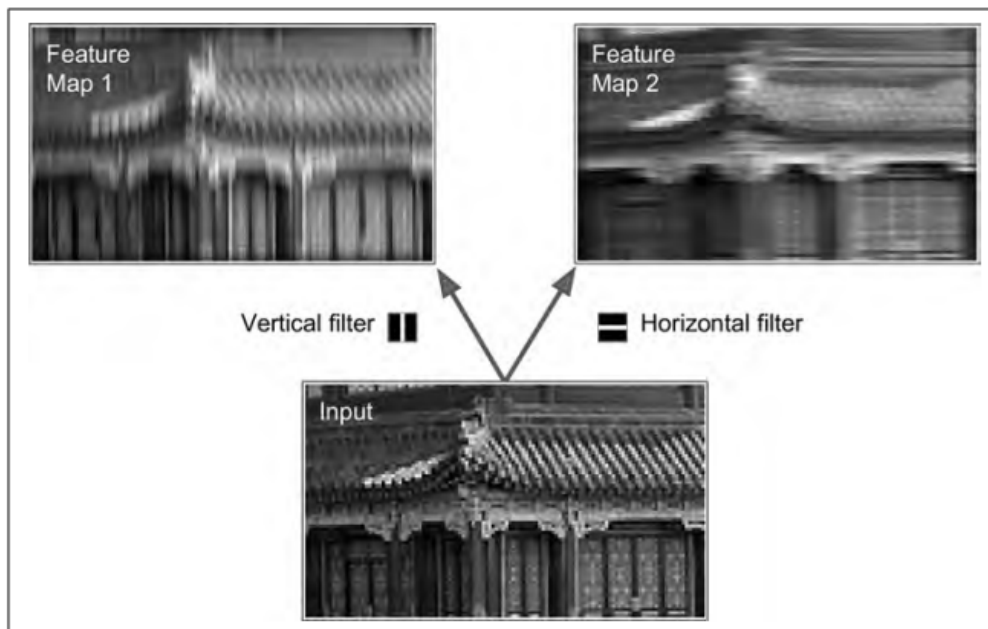 Feature
Map 1
Feature
Map 2
Vertical filter
Horizontal filter
Input